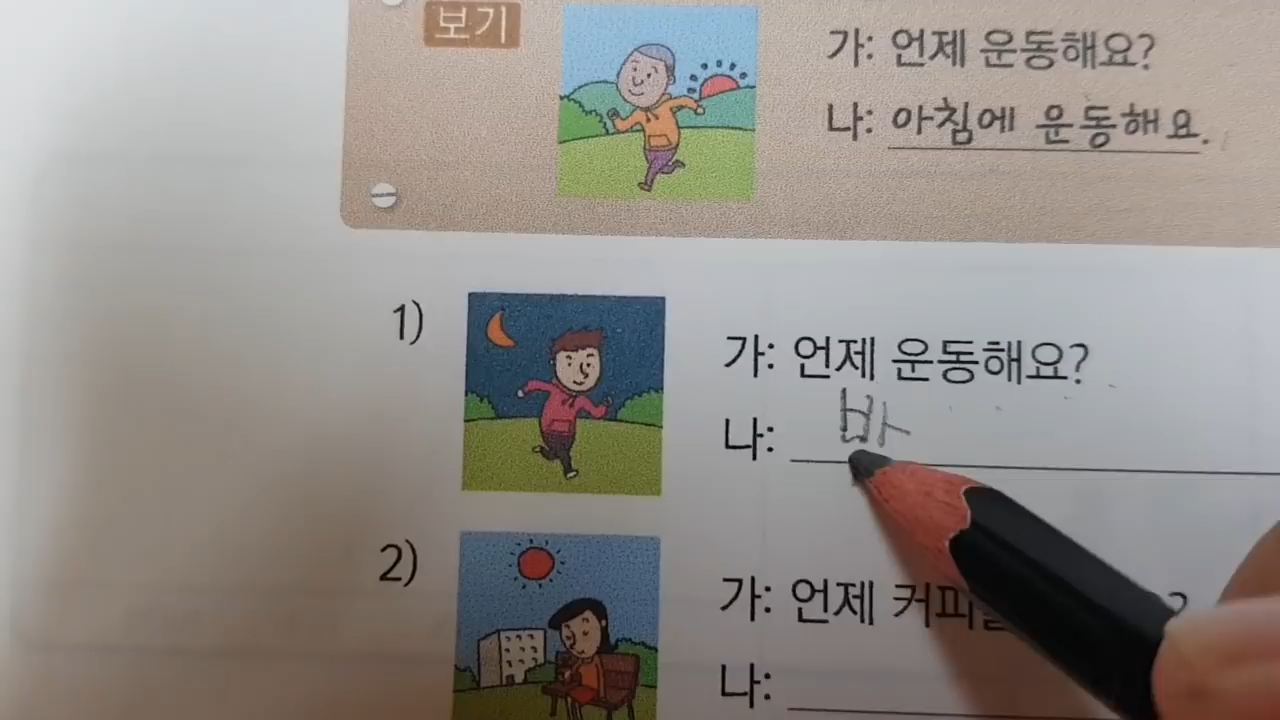 보기
가: 언제 운동해요?
나: 아침에 운동해요.
1)
가: 언제 운동해요?
나: 바
2)
가: 언제 커피를 ?
나: